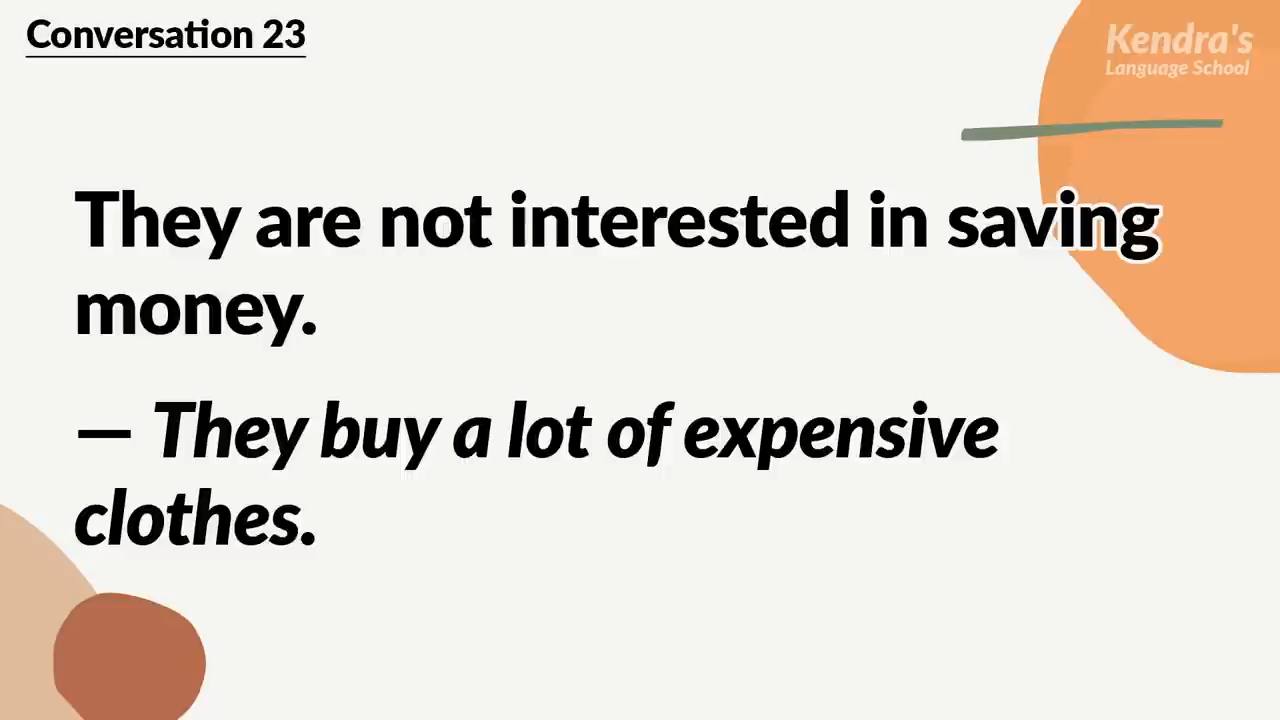 Conversation 23
Kendra's
Language School
They are not interested in saving
money.
— They buy a lot of expensive
clothes.